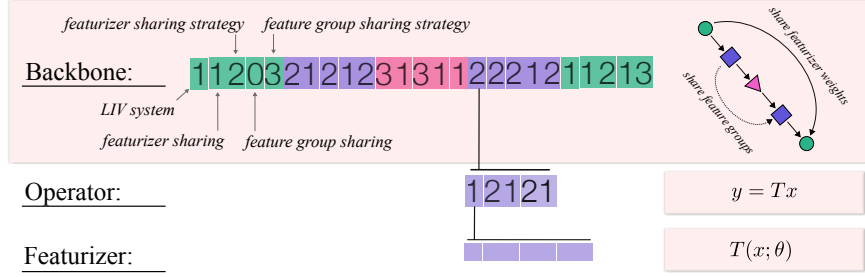 featurizer sharing strategy feature group sharing strategy
Backbone: 1120321212313112221211213
LIV system
featurizer sharing feature group sharing
share featurizer weights
share feature groups
Operator: 12121
y = Tx
Featurizer:
T(x; θ)